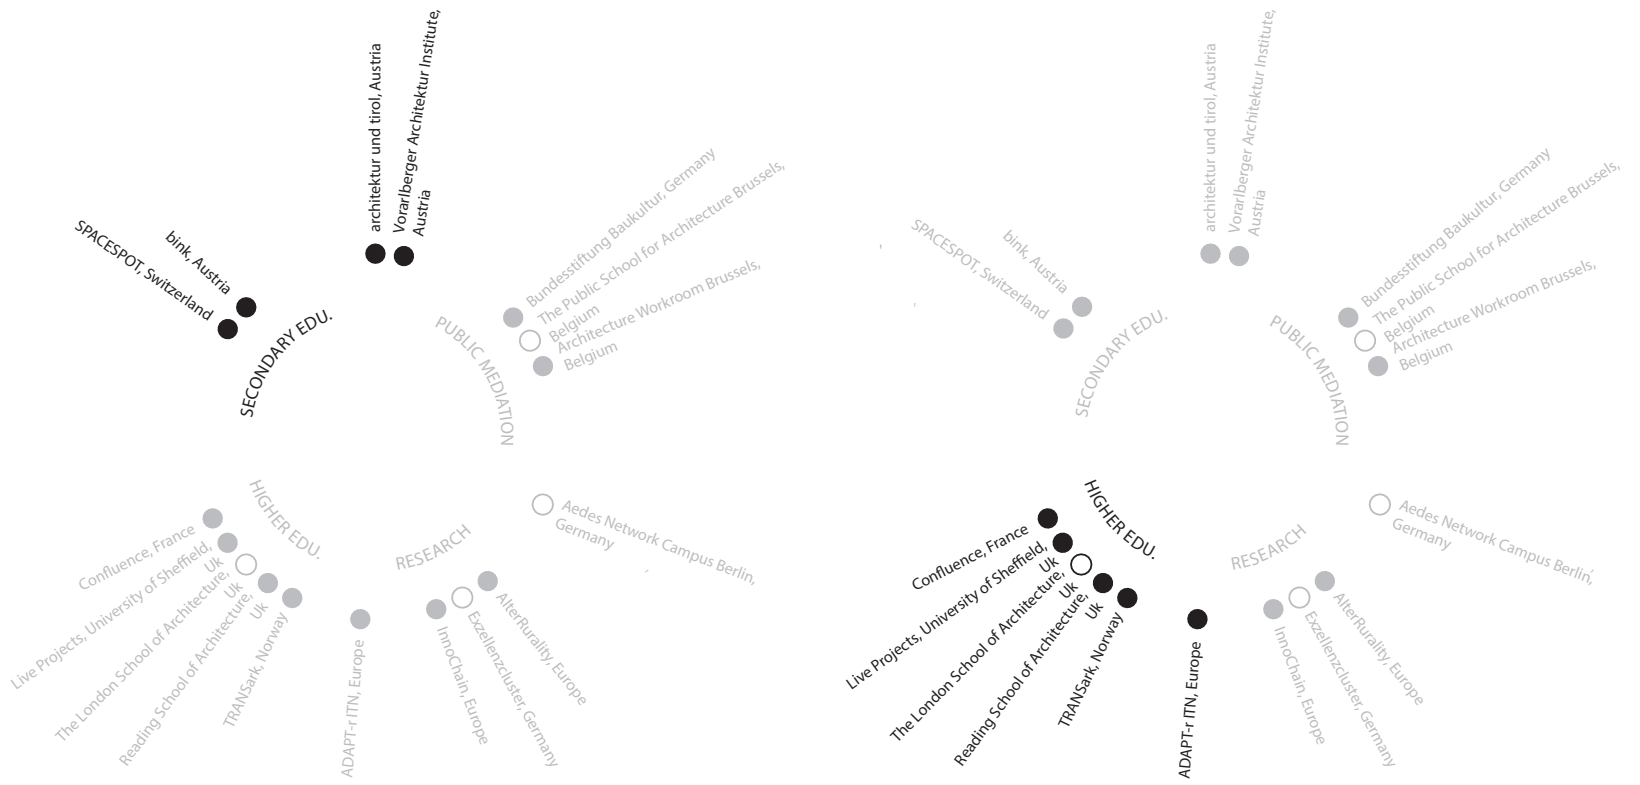 architektur und tirol, Austria
Vorarlberger Architektur Institute,
Austria
bink, Austria
SPACESPOT, Switzerland
SECONDARY EDU.
PUBLIC MEDIATION
Bundesstiftung Baukultur, Germany
The Public School for Architecture Brussels,
Belgium
Architecture Workroom Brussels,
Belgium
Aedes Network Campus Berlin,
Germany
HIGHER EDU.
RESEARCH
Confluence, France
Live Projects, University of Sheffield,
Uk
The London School of Architecture,
Uk
Reading School of Architecture,
Uk
TRANSark, Norway
ADAPT-r ITN, Europe
InnoChain, Europe
Exzellenzcluster, Germany
AlterRurality, Europe
architektur und tirol, Austria
Vorarlberger Architektur Institute,
Austria
bink, Austria
SPACESPOT, Switzerland
SECONDARY EDU.
PUBLIC MEDIATION
Bundesstiftung Baukultur, Germany
The Public School for Architecture Brussels,
Belgium
Architecture Workroom Brussels,
Belgium
Aedes Network Campus Berlin,
Germany
HIGHER EDU.
RESEARCH
Confluence, France
Live Projects, University of Sheffield,
Uk
The London School of Architecture,
Uk
Reading School of Architecture,
Uk
TRANSark, Norway
ADAPT-r ITN, Europe
InnoChain, Europe
Exzellenzcluster, Germany
AlterRurality, Europe